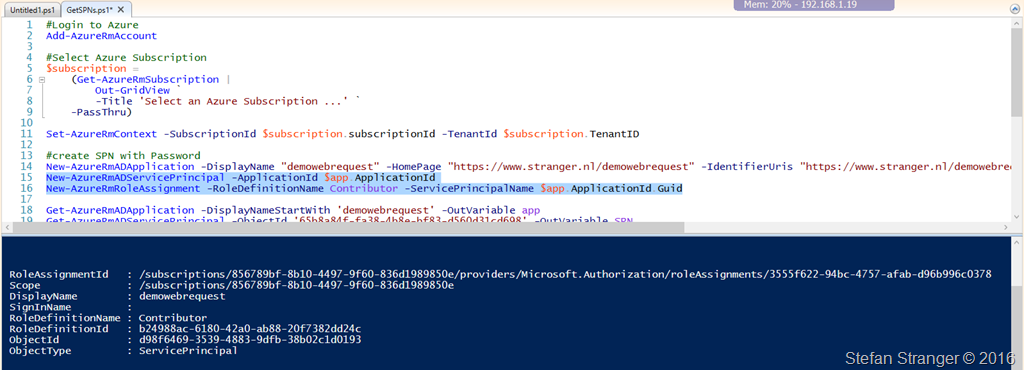 Mem: 20% - 192.168.1.19
Untitled1.ps1 GetSPNs.ps1* X
1 #Login to Azure
2 Add-AzureRmAccount
3
4 #Select Azure Subscription
5 $subscription =
6 (Get-AzureRmSubscription |
7 Out-GridView `
8 -Title 'Select an Azure Subscription ...' `
9 -PassThru)
10
11 Set-AzureRmContext -SubscriptionId $subscription.subscriptionId -TenantId $subscription.TenantID
12
13 #create SPN with Password
14 New-AzureRmADApplication -DisplayName "demowebrequest" -HomePage "https://www.stranger.nl/demowebrequest" -IdentifierUris "https://www.stranger.nl/demowebreq
15 New-AzureRmADServicePrincipal -ApplicationId $app.ApplicationId
16 New-AzureRmRoleAssignment -RoleDefinitionName Contributor -ServicePrincipalName $app.ApplicationId.Guid
17
18 Get-AzureRmADApplication -DisplayNameStartWith 'demowebrequest' -OutVariable app
19 Get-AzureRmADServicePrincipal -ObjectId '65b8a84f-fa38-4b8e-bf83-d560d31cd698' -OutVariable SPN
RoleAssignmentId : /subscriptions/856789bf-8b10-4497-9f60-836d1989850e/providers/Microsoft.Authorization/roleAssignments/3555f622-94bc-4757-afab-d96b996c0378
Scope : /subscriptions/856789bf-8b10-4497-9f60-836d1989850e
DisplayName : demowebrequest
SignInName :
RoleDefinitionName : Contributor
RoleDefinitionId : b24988ac-6180-42a0-ab88-20f7382dd24c
ObjectId : d98f6469-3539-4883-9dfb-38b02c1d0193
ObjectType : ServicePrincipal
Stefan Stranger © 2016